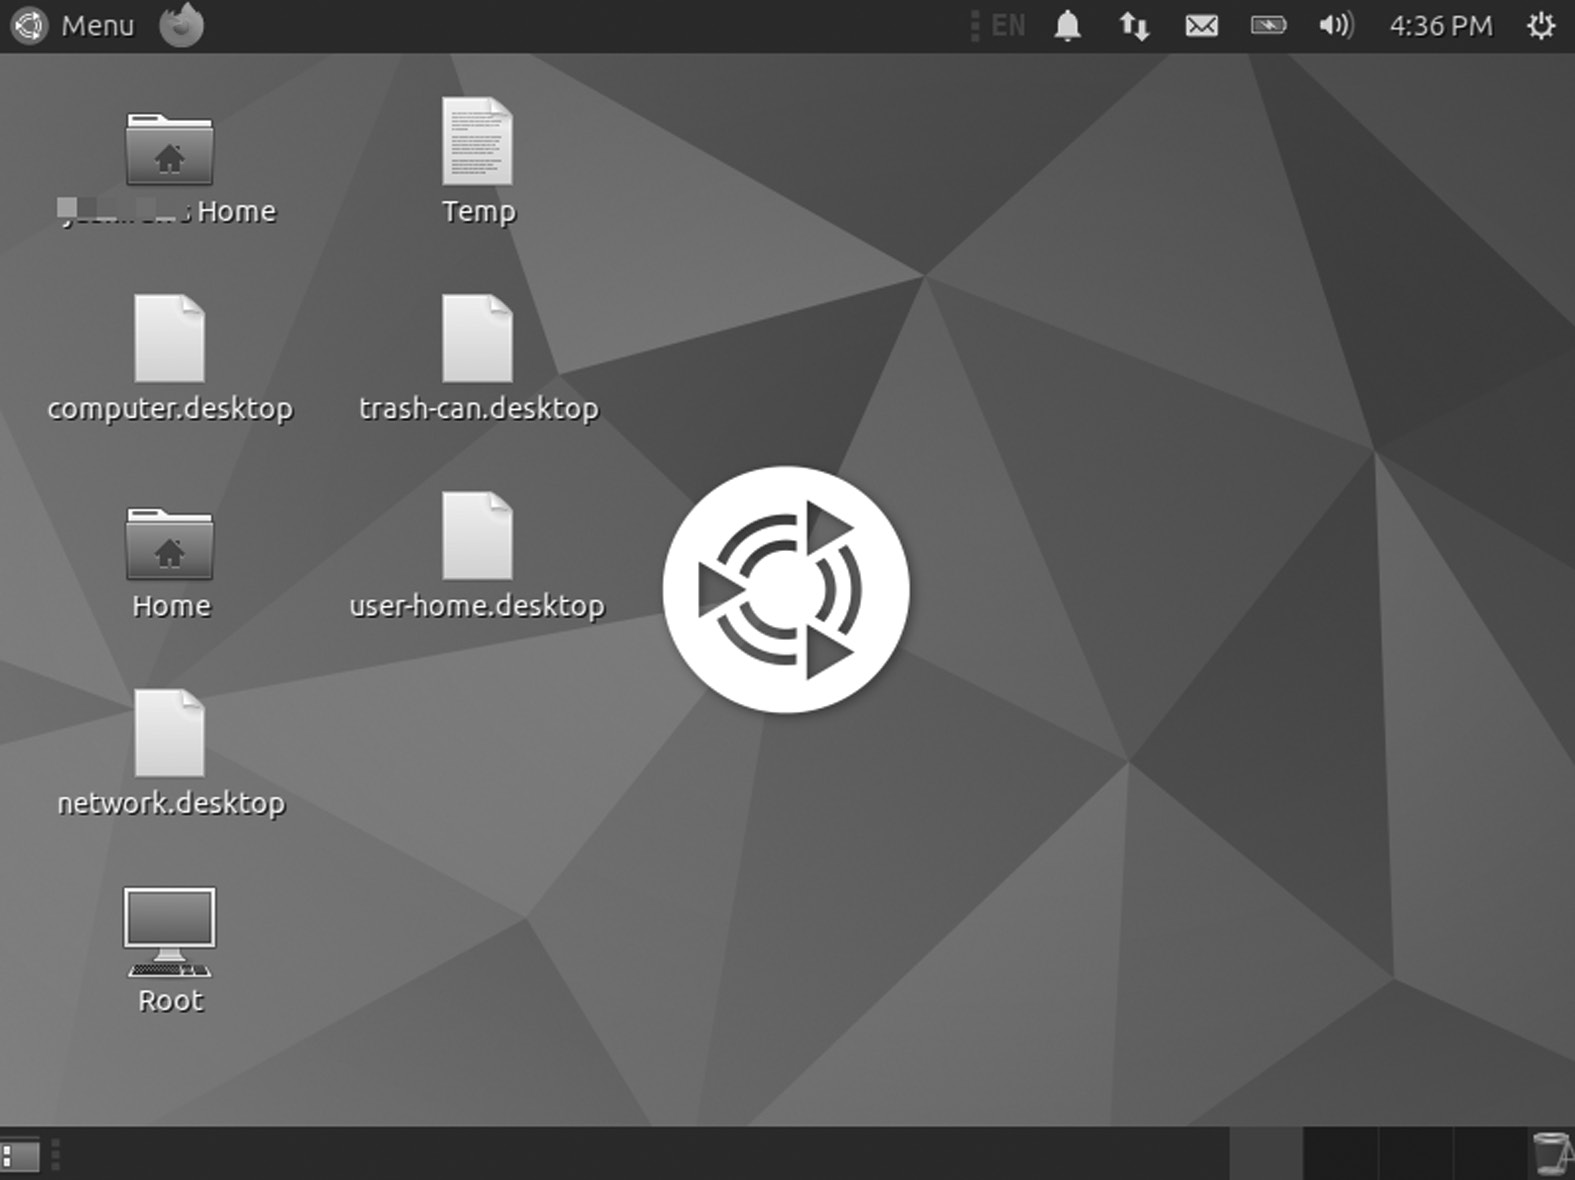 Menu
EN
4:36 PM
Home
Temp
computer.desktop
trash-can.desktop
Home
user-home.desktop
network.desktop
Root